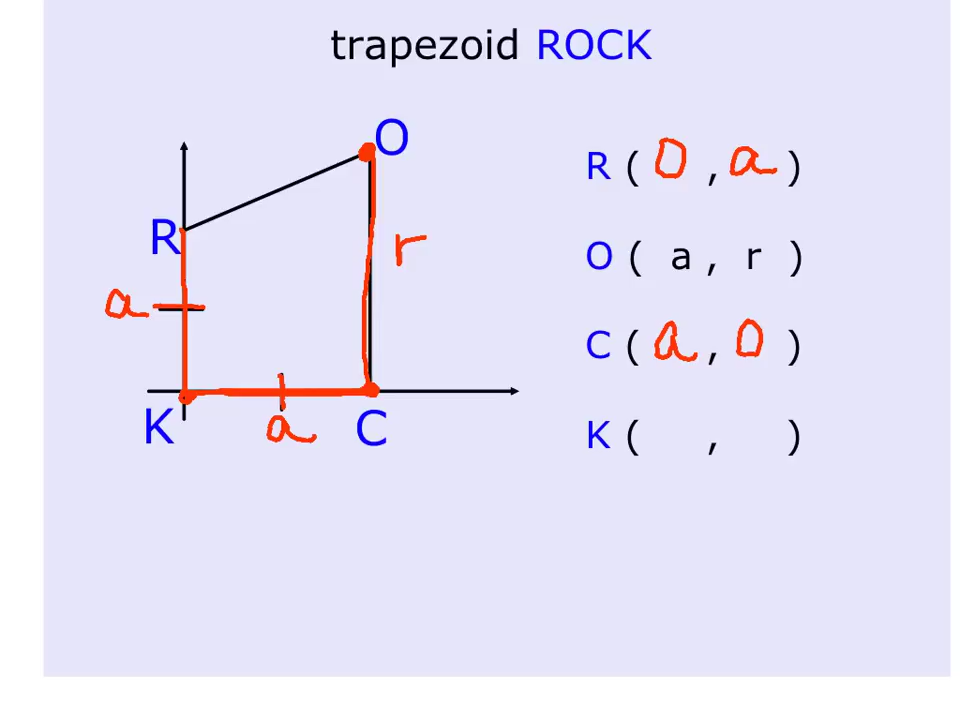 trapezoid ROCK
O
R ( 0 , a )
R
r
O ( a , r )
a
C ( a , 0 )
K
a
C
K ( , )